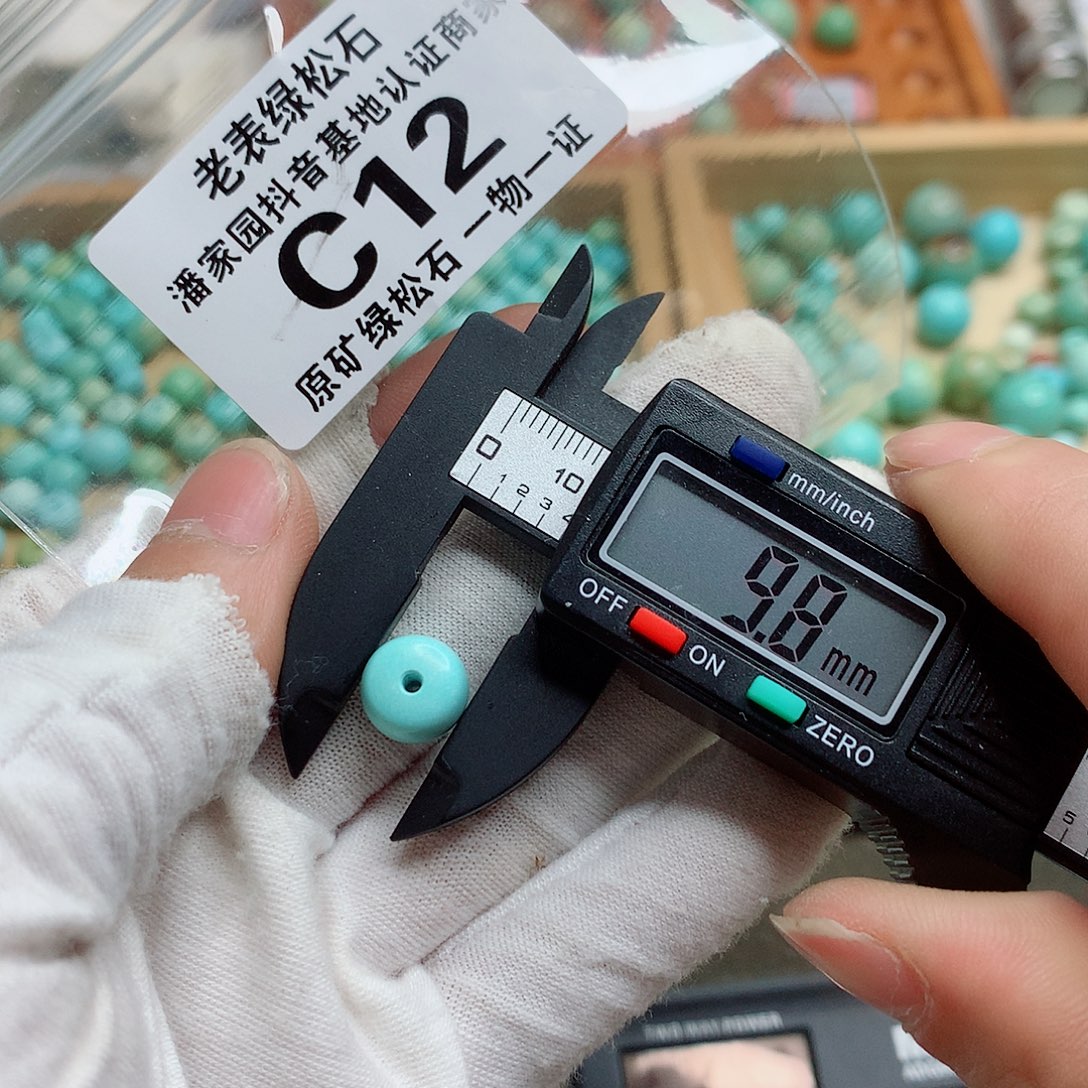 老表绿松石
潘家园抖音基地认证商家
C12
原矿绿松石 一物一证
0 10
1 2 3 4
mm/inch
9.8 mm
OFF ON
ZERO
5